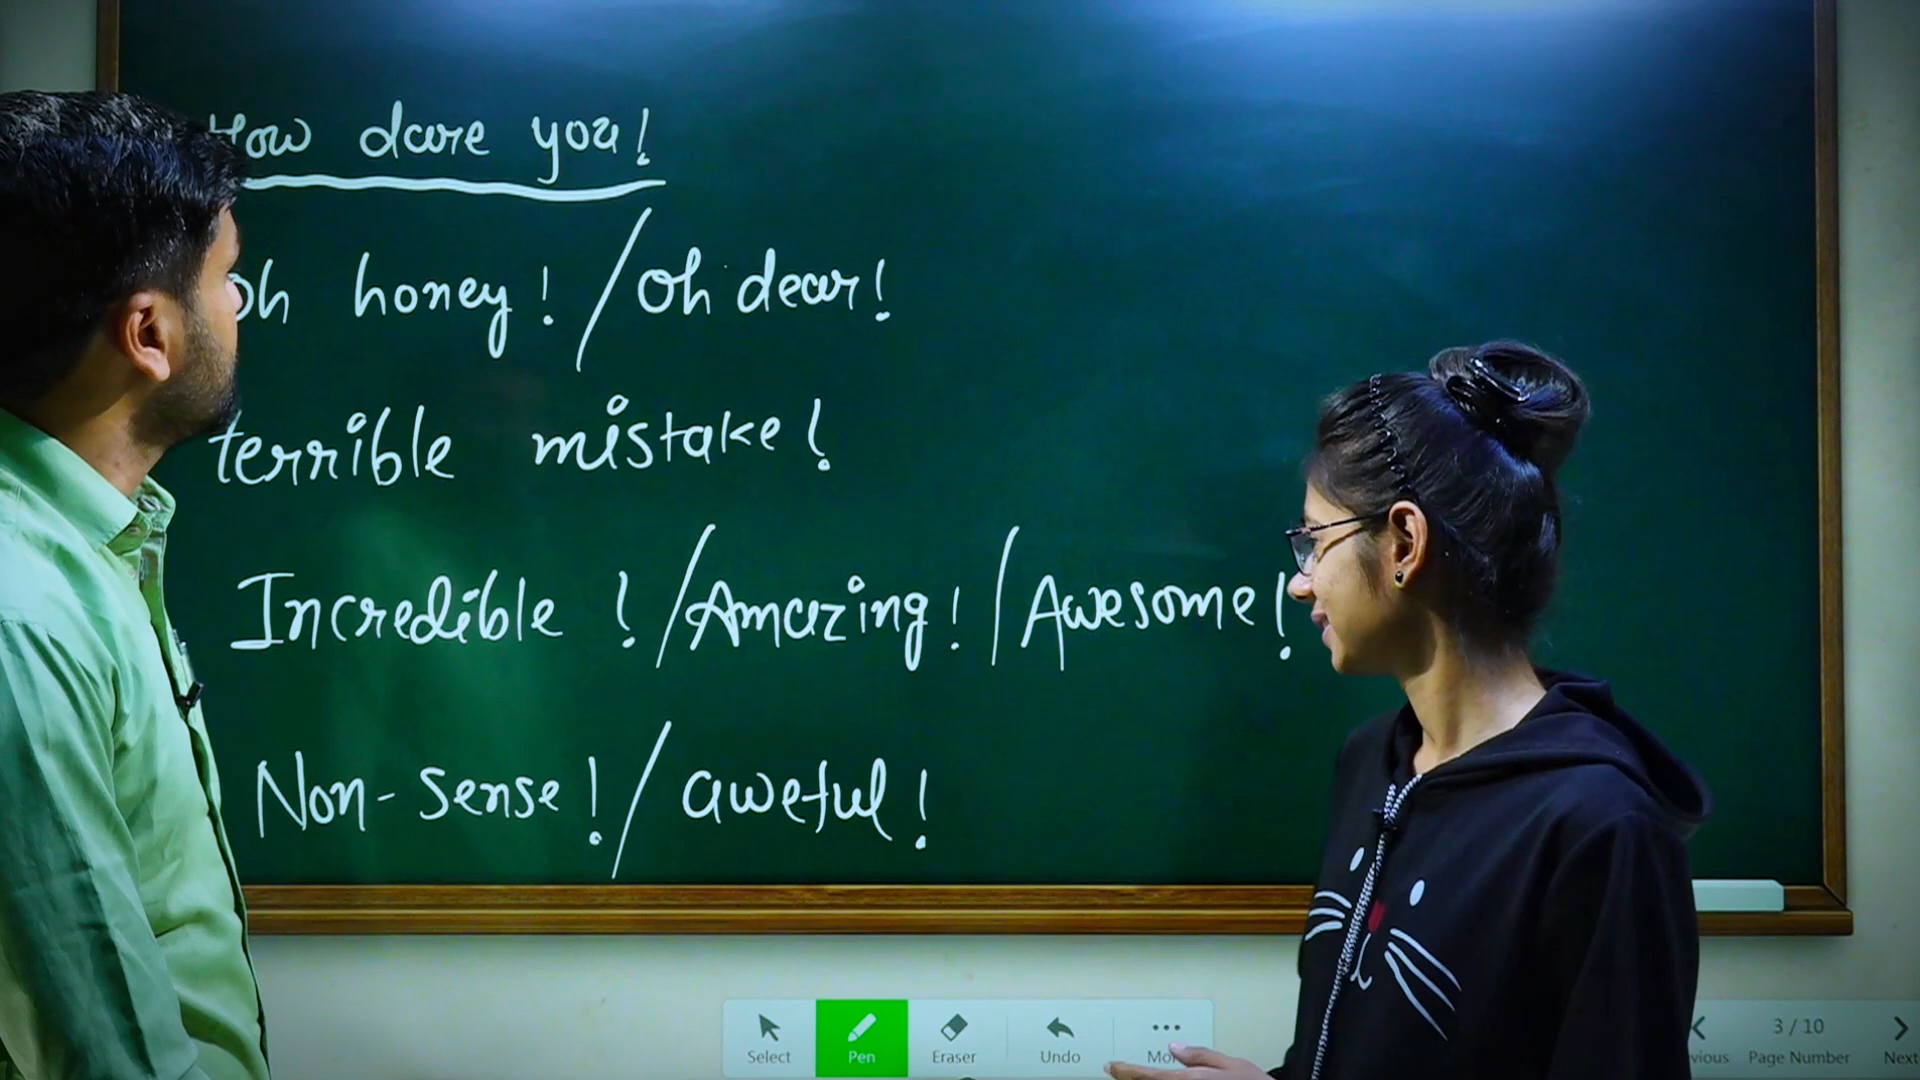 How dare you!
Oh honey! / Oh dear!
terrible mistake!
Incredible ! / Amazing! / Awesome!
Non-sense! / aweful!
Select Pen Eraser Undo
3 / 10
Page Number Next